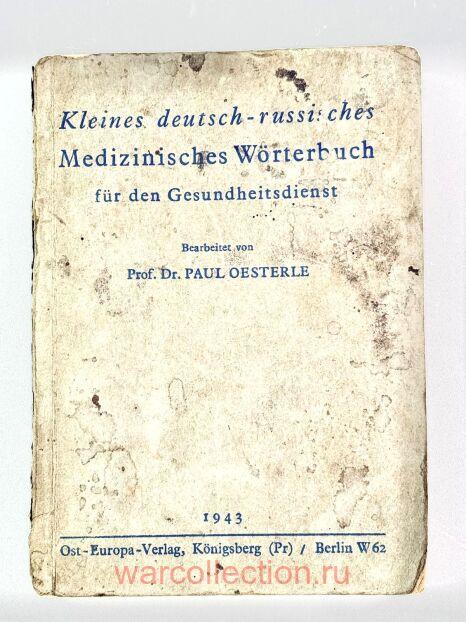 Kleines deutsch-russisches
Medizinisches Wörterbuch
für den Gesundheitsdienst
Bearbeitet von
Prof. Dr. PAUL OESTERLE
1943
Ost-Europa-Verlag, Königsberg (Pr) / Berlin W62
warcollection.ru